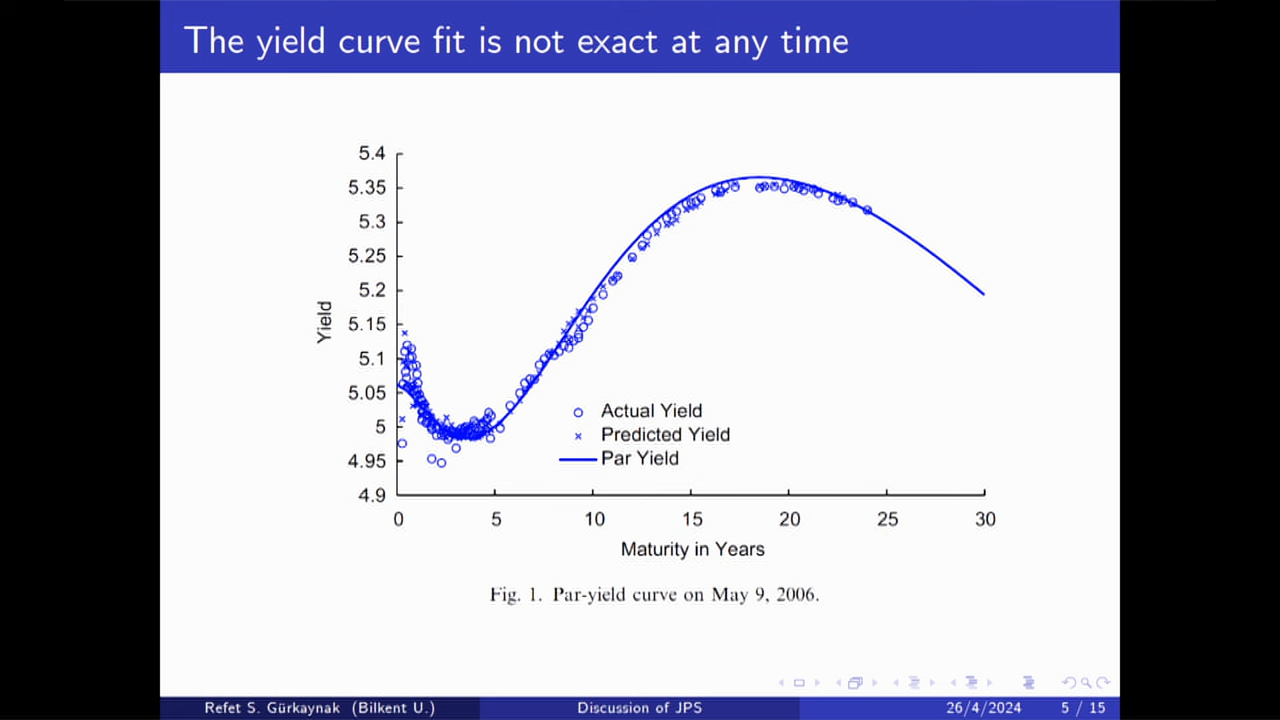 The yield curve fit is not exact at any time
5.4
5.35
5.3
5.25
5.2
5.15
5.1
5.05
5
4.95
4.9
Yield
Actual Yield
Predicted Yield
Par Yield
0 5 10 15 20 25 30
Maturity in Years
Fig. 1. Par-yield curve on May 9, 2006.
Refet S. Gürkaynak (Bilkent U.) Discussion of JPS 26/4/2024 5 / 15